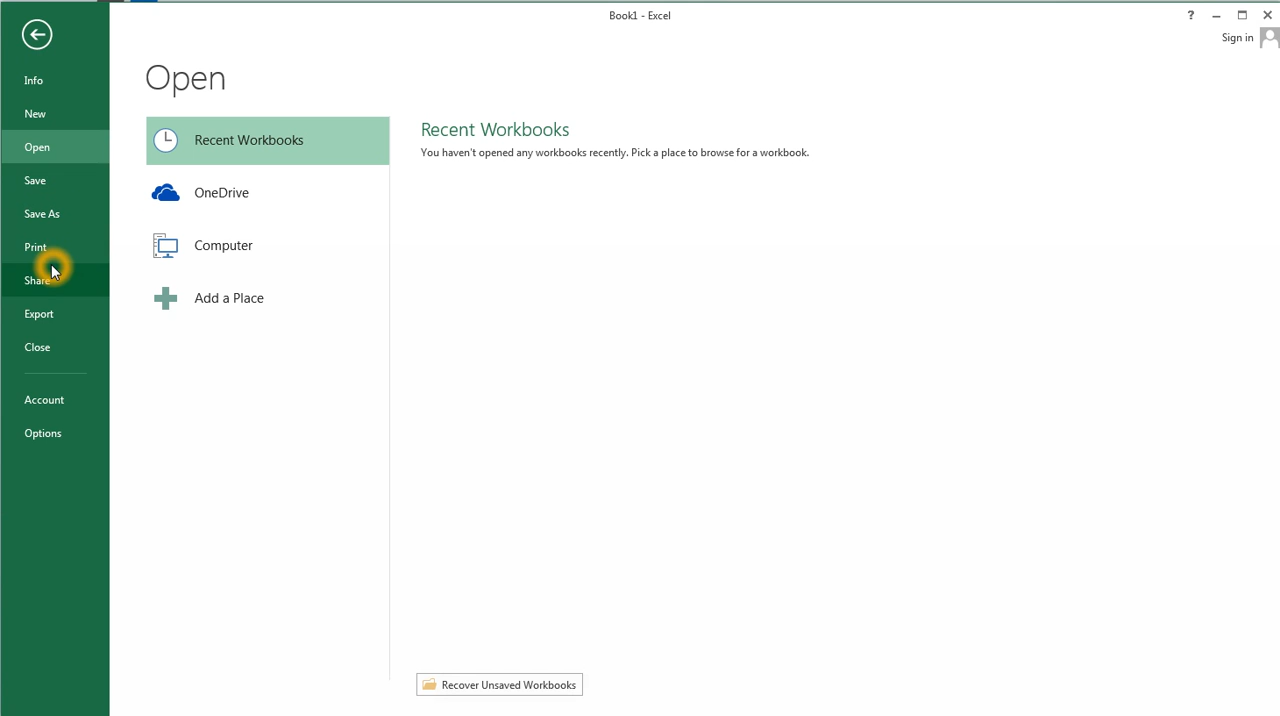 Book1 - Excel
?
Sign in
Info
New
Open
Save
Save As
Print
Share
Export
Close
Account
Options
Open
Recent Workbooks
OneDrive
Computer
Add a Place
Recent Workbooks
You haven't opened any workbooks recently. Pick a place to browse for a workbook.
Recover Unsaved Workbooks